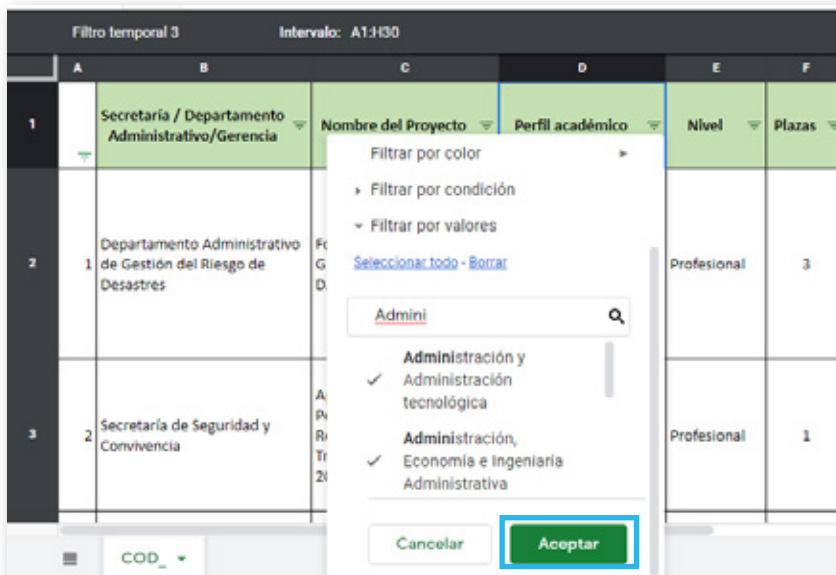 Filtro temporal 3 Intervalo: A1:H30
A B C D E F
1 Secretaría / Departamento Administrativo/Gerencia Nombre del Proyecto Perfil académico Nivel Plazas
Filtrar por color
Filtrar por condición
Filtrar por valores
Seleccionar todo - Borrar
Admini
Administración y
Administración
tecnológica
Administración,
Economía e Ingeniaría
Administrativa
Cancelar Aceptar
2 1 Departamento Administrativo
de Gestión del Riesgo de
Desastres
Profesional 3
3 2 Secretaría de Seguridad y
Convivencia
Profesional 1
COD_